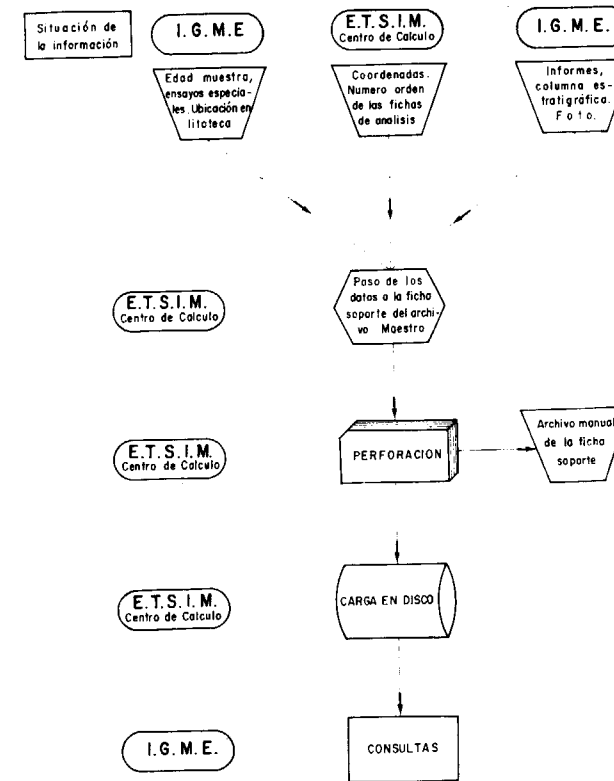 Situación de
la información
I. G. M. E
E.T.S.I.M.
Centro de Calculo
I. G. M. E.
Edad muestra,
ensayos especia-
les. Ubicación en
litoteca
Coordenadas.
Numero orden
de las fichas
de analisis
Informes,
columna es-
tratigráfica.
Foto.
E.T.S.I.M.
Centro de Calculo
Paso de los
datos a la ficha
soporte del archi-
vo Maestro
E.T.S.I.M.
Centro de Calculo
PERFORACION
Archivo manual
de la ficha
soporte
E.T.S.I.M.
Centro de Calculo
CARGA EN DISCO
I.G.M.E.
CONSULTAS